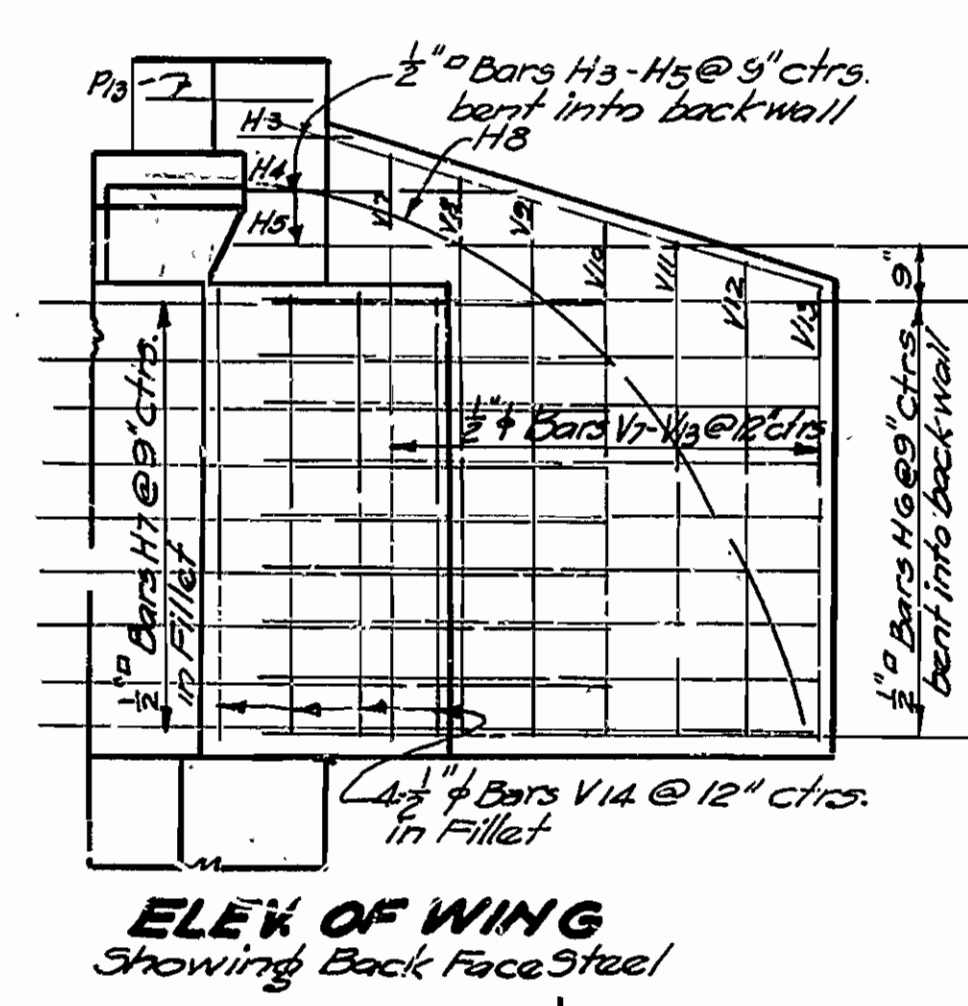 ½"□ Bars H3-H5 @ 9" ctrs.
bent into backwall
P13
H3
H8
H4
H5
V7
V8
V9
V10
V11
V12
V13
9"
½"ϕ Bars V7-V13 @ 12" ctrs
½"□ Bars H7 @ 9" Ctrs.
in Fillet
½"□ Bars H6 @ 9" ctrs.
bent into back wall
4-½"ϕ Bars V14 @ 12" ctrs.
in Fillet
ELEV. OF WING
Showing Back Face Steel